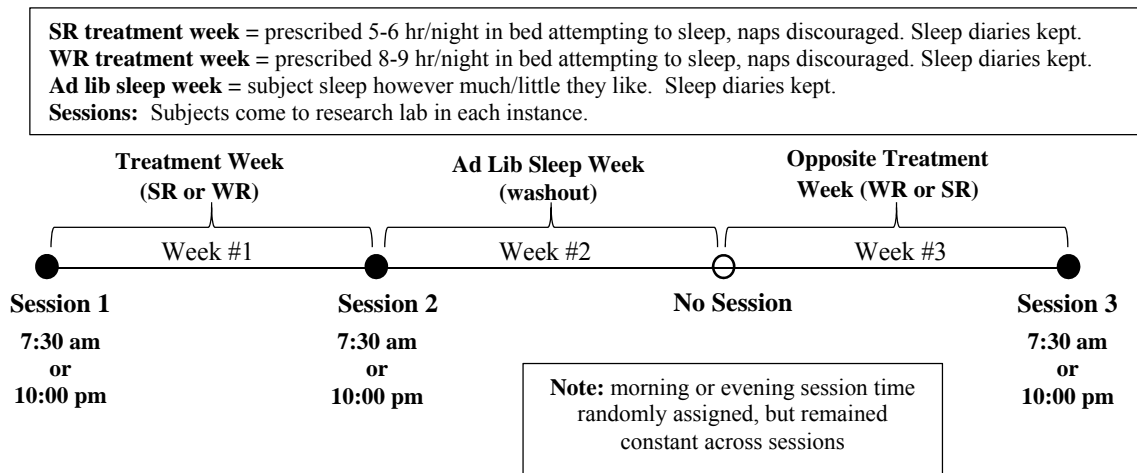 SR treatment week = prescribed 5-6 hr/night in bed attempting to sleep, naps discouraged. Sleep diaries kept.
WR treatment week = prescribed 8-9 hr/night in bed attempting to sleep, naps discouraged. Sleep diaries kept.
Ad lib sleep week = subject sleep however much/little they like.  Sleep diaries kept.
Sessions:  Subjects come to research lab in each instance.
Treatment Week
(SR or WR)
Ad Lib Sleep Week
(washout)
Opposite Treatment
Week (WR or SR)
Week #1
Week #2
Week #3
Session 1
7:30 am
or
10:00 pm
Session 2
7:30 am
or
10:00 pm
No Session
Session 3
7:30 am
or
10:00 pm
Note: morning or evening session time
randomly assigned, but remained
constant across sessions